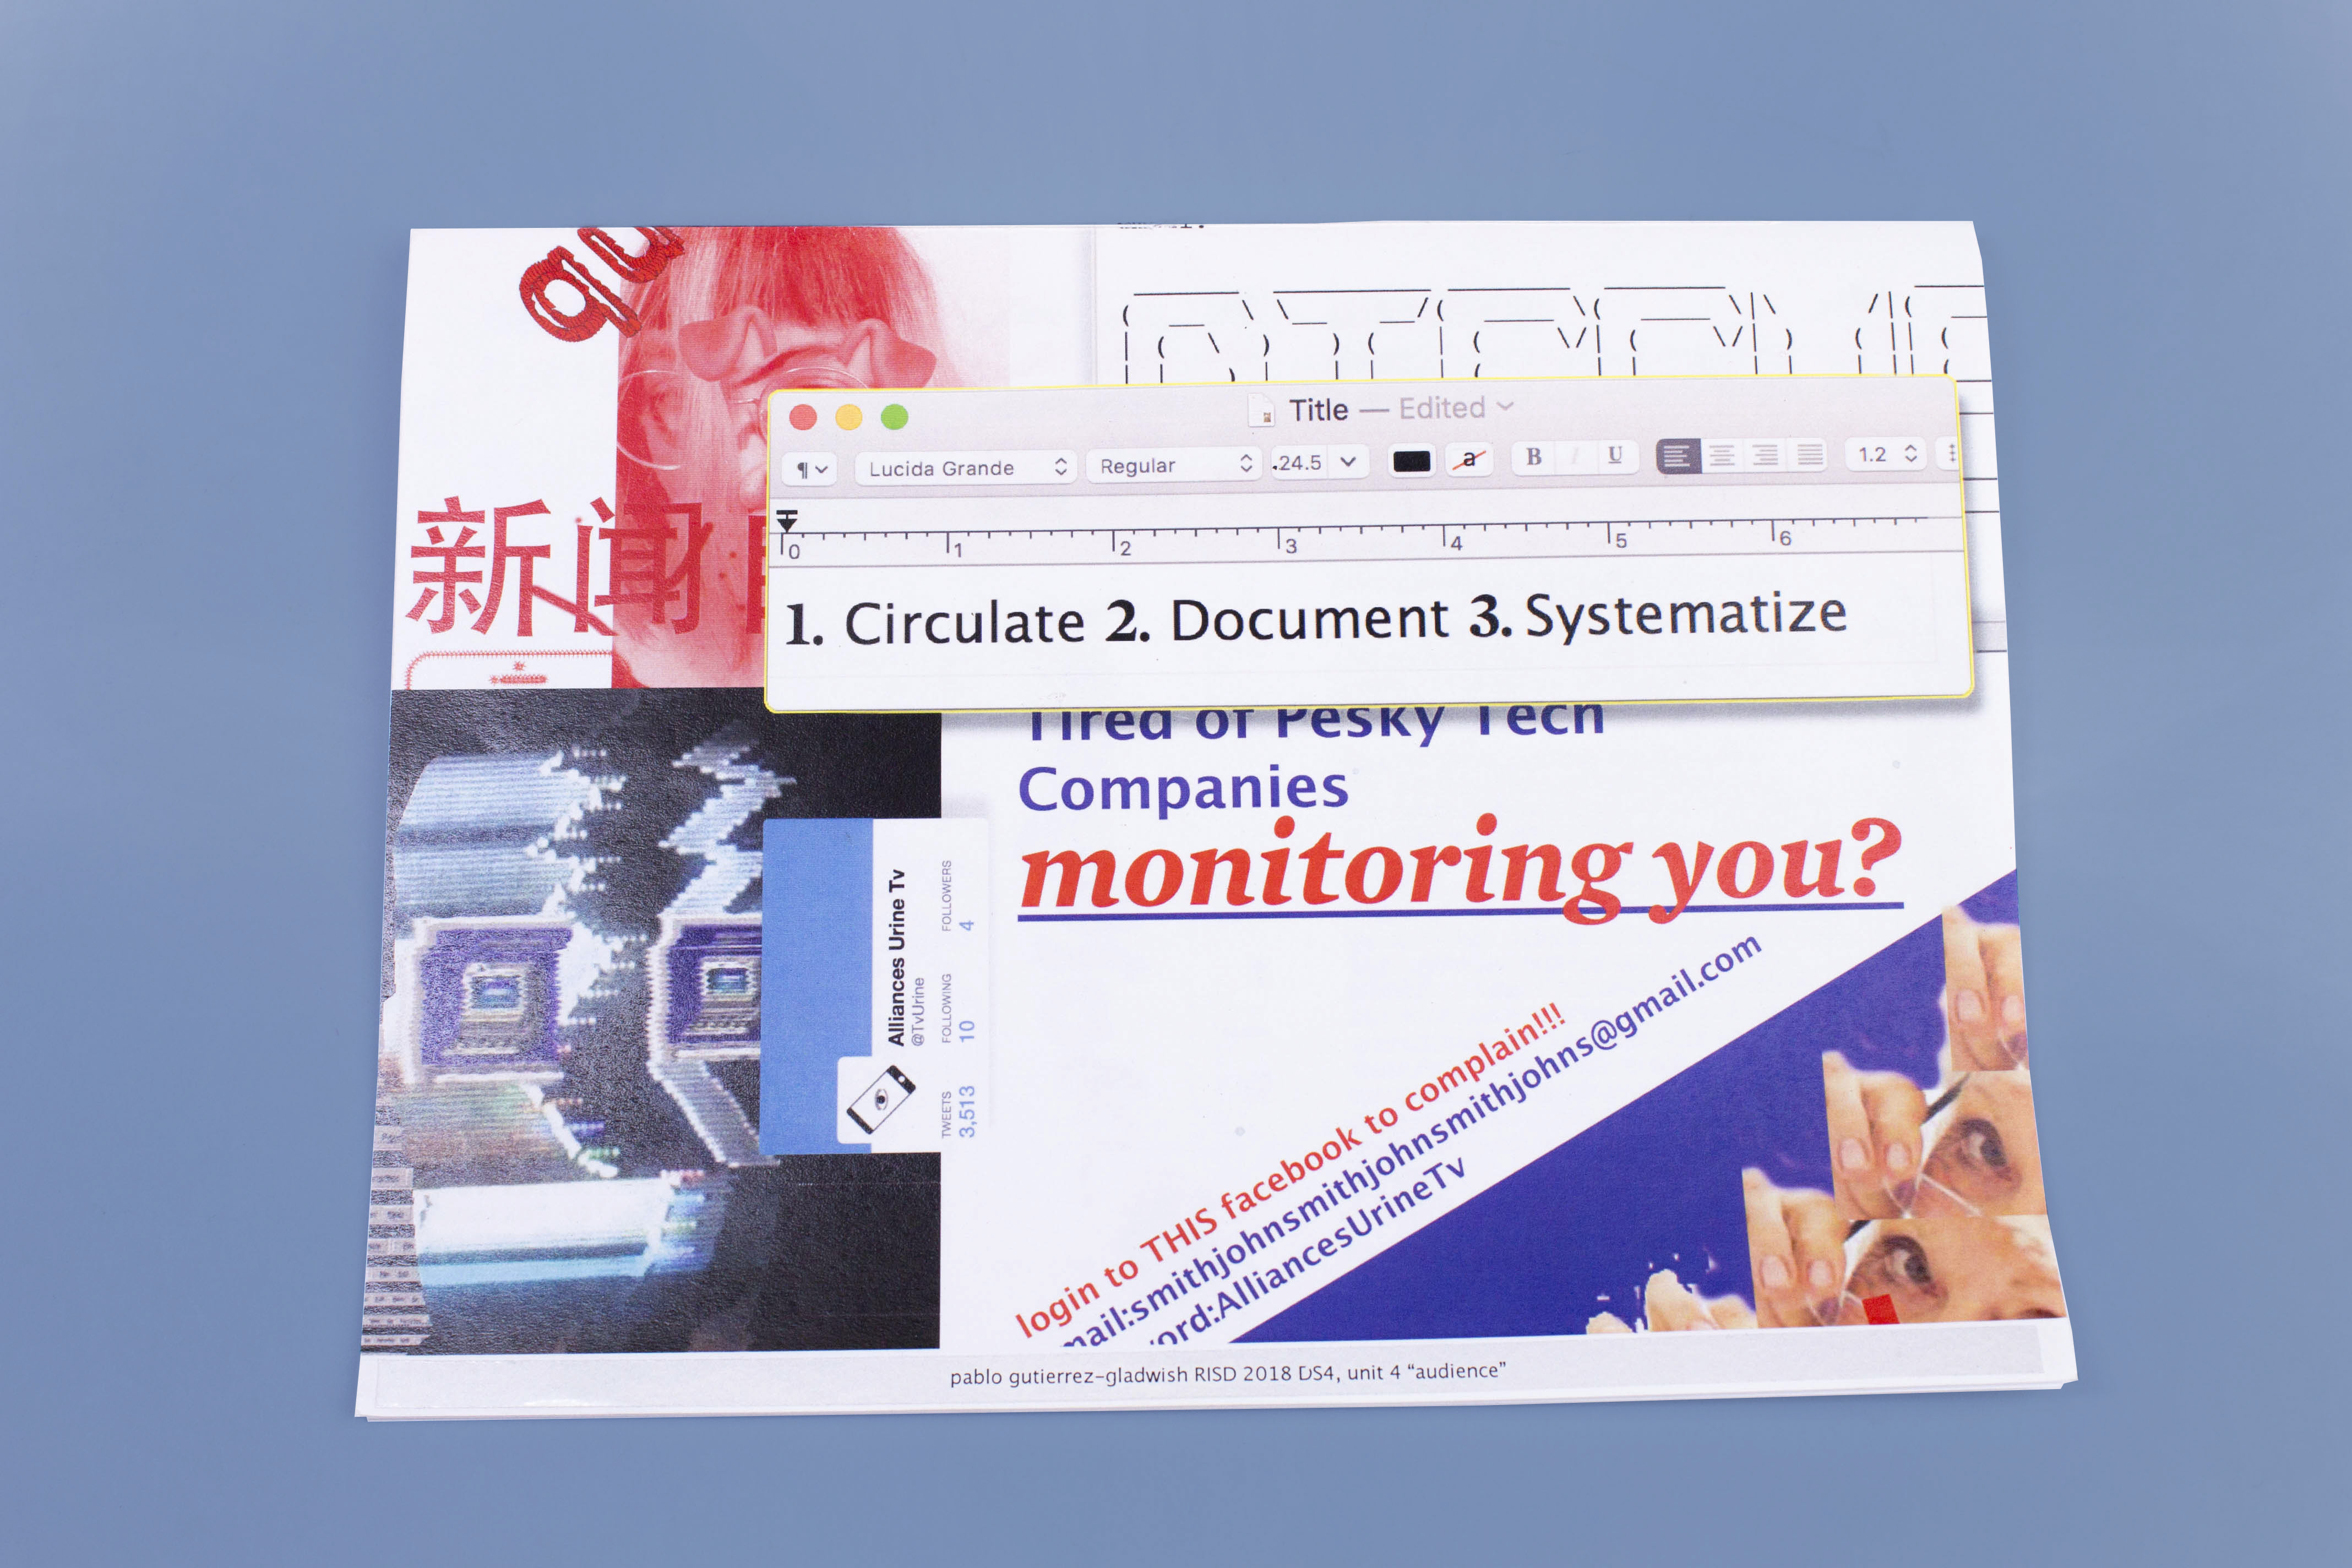 qu
Title — Edited
¶ Lucida Grande Regular 24.5 a B I U 1.2
0 1 2 3 4 5 6
新闻
1. Circulate 2. Document 3. Systematize
Tired of Pesky Tech
Companies
monitoring you?
Alliances Urine Tv
@TvUrine
TWEETS FOLLOWING FOLLOWERS
3,513 10 4
login to THIS facebook to complain!!!
mail:smithjohnsmithjohnsmithjohns@gmail.com
ord:AlliancesUrineTv
pablo gutierrez-gladwish RISD 2018 DS4, unit 4 “audience”